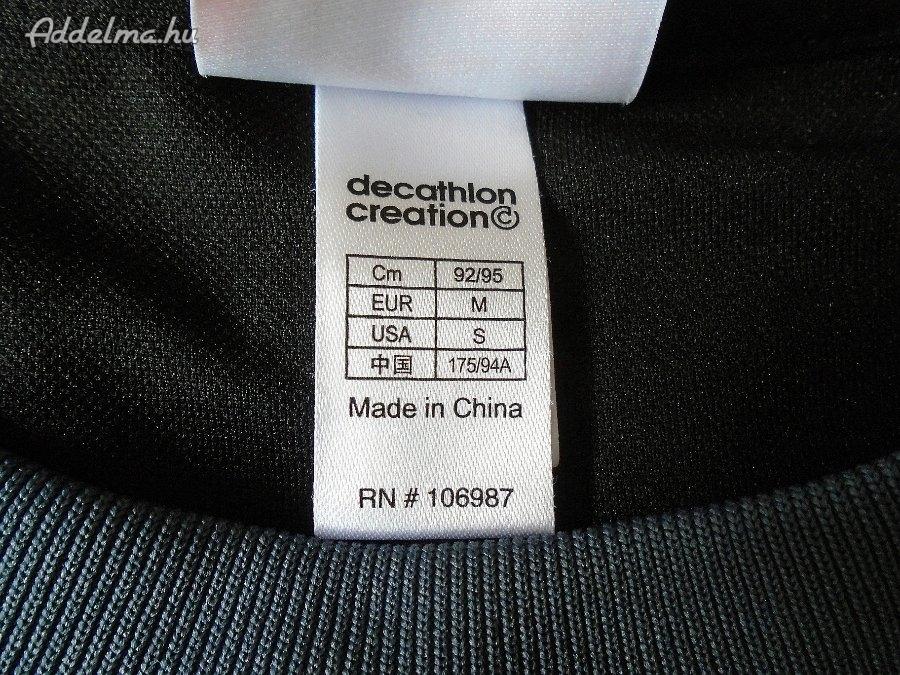 Addelma.hu
decathlon
creation©
Cm 92/95
EUR M
USA S
中国 175/94A
Made in China
RN # 106987